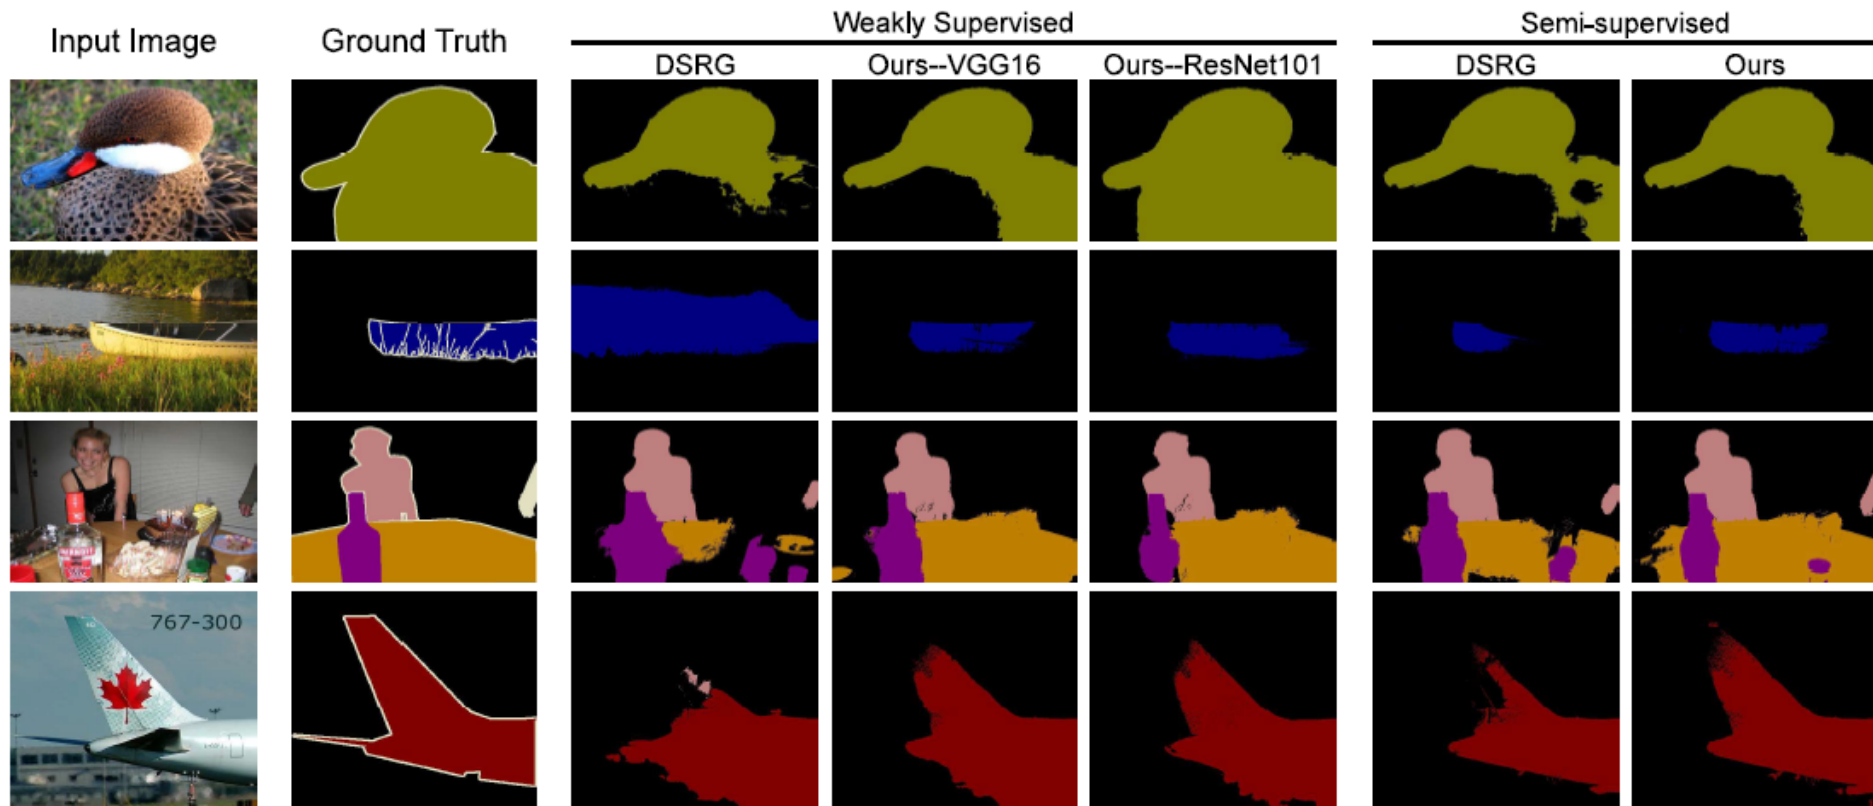 Input Image
Ground Truth
Weakly Supervised
Semi-supervised
DSRG
Ours--VGG16
Ours--ResNet101
DSRG
Ours
767-300